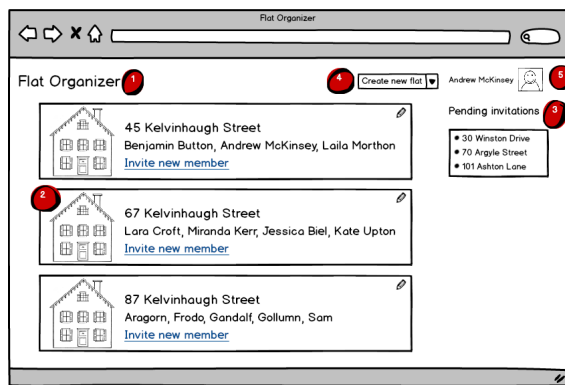 Flat Organizer
Flat Organizer 1
4 Create new flat
Andrew McKinsey 5
45 Kelvinhaugh Street
Benjamin Button, Andrew McKinsey, Laila Morthon
Invite new member
Pending invitations 3
30 Winston Drive
70 Argyle Street
101 Ashton Lane
2
67 Kelvinhaugh Street
Lara Croft, Miranda Kerr, Jessica Biel, Kate Upton
Invite new member
87 Kelvinhaugh Street
Aragorn, Frodo, Gandalf, Gollumn, Sam
Invite new member